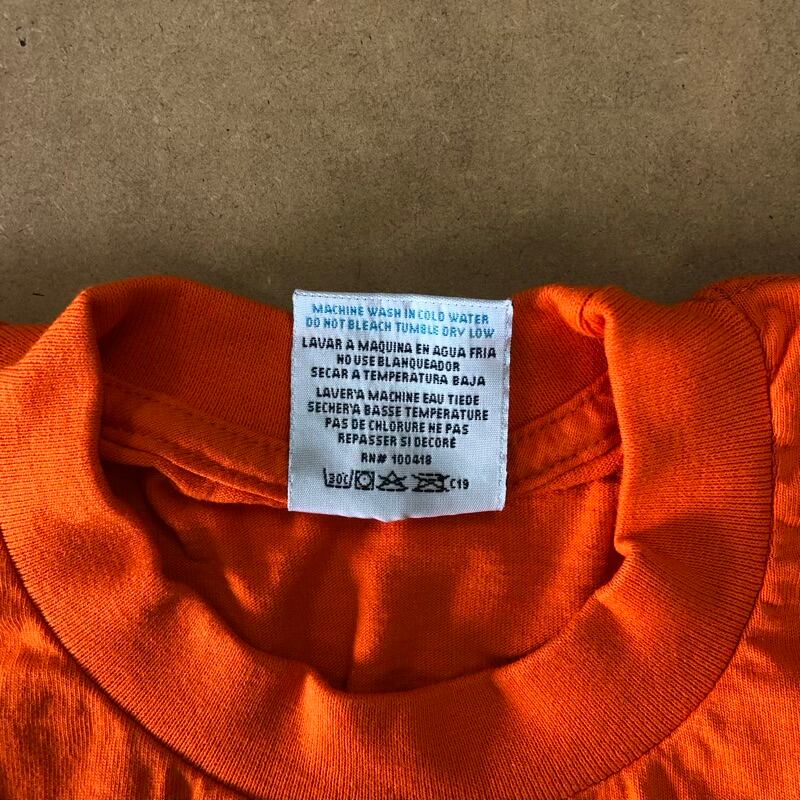 MACHINE WASH IN COLD WATER
DO NOT BLEACH TUMBLE DRY LOW
LAVAR A MAQUINA EN AGUA FRIA
NO USE BLANQUEADOR
SECAR A TEMPERATURA BAJA
LAVER'A MACHINE EAU TIEDE
SECHER'A BASSE TEMPERATURE
PAS DE CHLORURE NE PAS
REPASSER SI DECORÉ
RN# 100418
30C C19